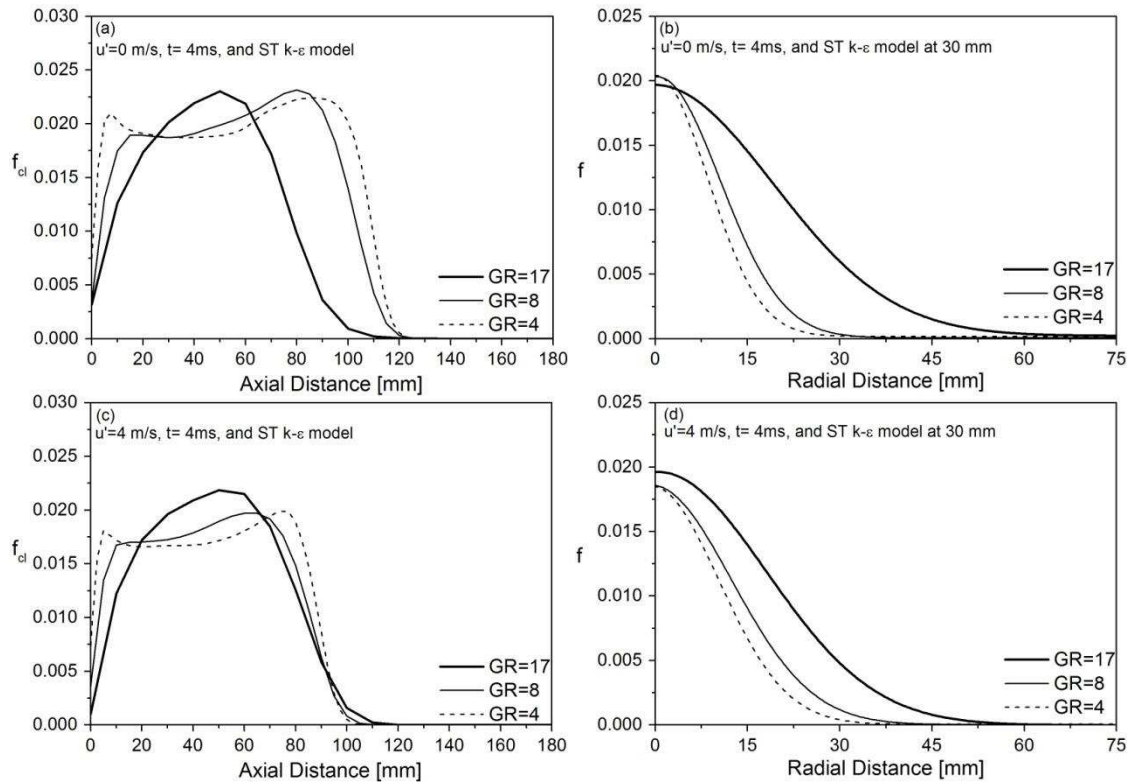 (a)
u'=0 m/s, t= 4ms, and ST k-ε model
0.030
0.025
0.020
f_cl
0.015
0.010
0.005
0.000
GR=17
GR=8
GR=4
0 20 40 60 80 100 120 140 160 180
Axial Distance [mm]
(b)
u'=0 m/s, t= 4ms, and ST k-ε model at 30 mm
0.025
0.020
0.015
f
0.010
0.005
0.000
GR=17
GR=8
GR=4
0 15 30 45 60 75
Radial Distance [mm]
(c)
u'=4 m/s, t= 4ms, and ST k-ε model
0.030
0.025
0.020
f_cl
0.015
0.010
0.005
0.000
GR=17
GR=8
GR=4
0 20 40 60 80 100 120 140 160 180
Axial Distance [mm]
(d)
u'=4 m/s, t= 4ms, and ST k-ε model at 30 mm
0.025
0.020
0.015
f
0.010
0.005
0.000
GR=17
GR=8
GR=4
0 15 30 45 60 75
Radial Distance [mm]